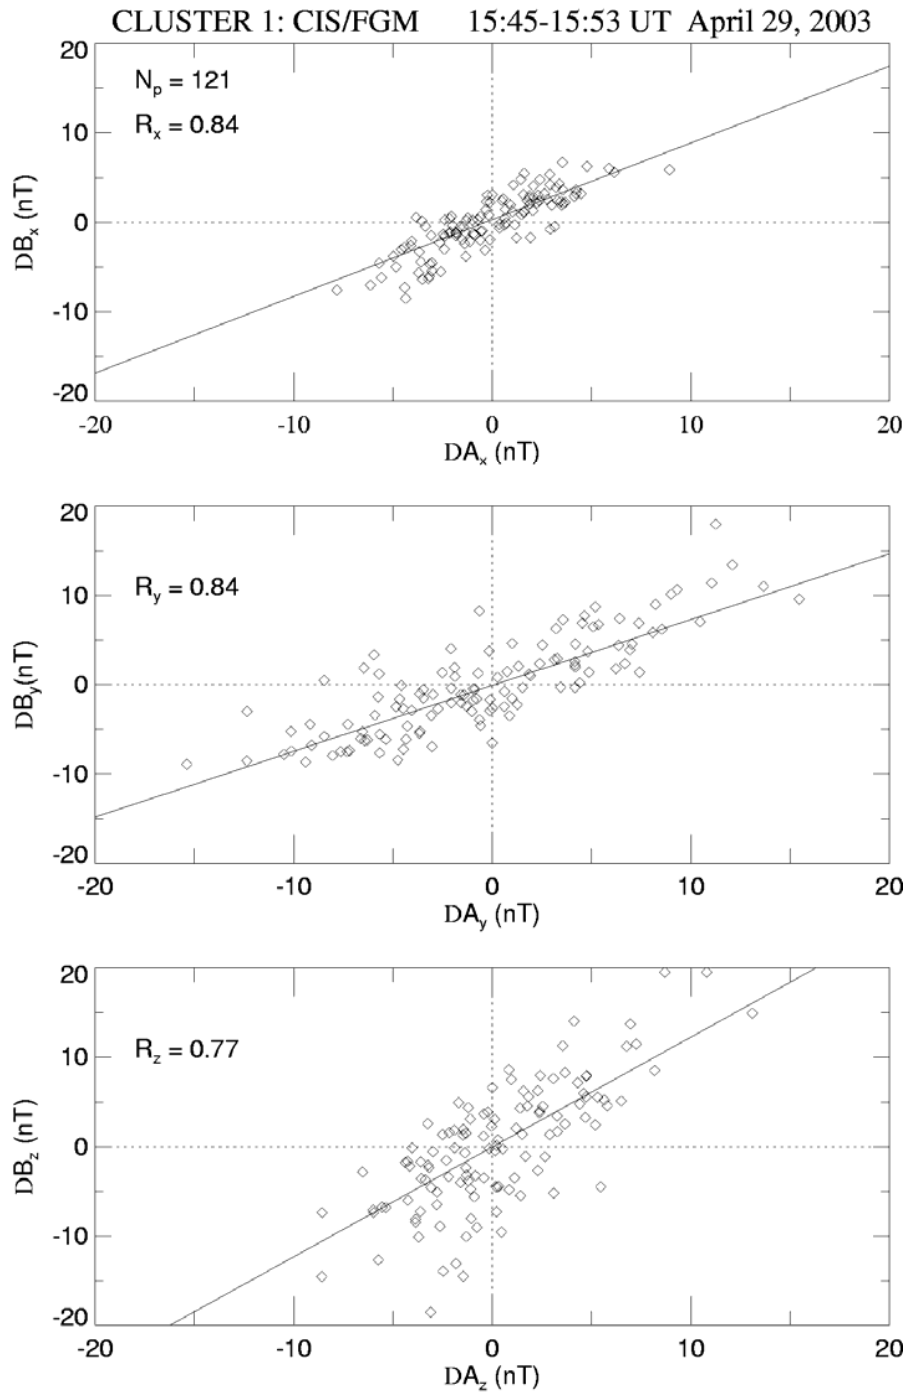 CLUSTER 1: CIS/FGM 15:45-15:53 UT April 29, 2003
20
N_p = 121
10
R_x = 0.84
DB_x (nT)
0
-10
-20
-20 -10 0 10 20
DA_x (nT)
20
10
R_y = 0.84
DB_y(nT)
0
-10
-20
-20 -10 0 10 20
DA_y (nT)
20
10
R_z = 0.77
DB_z (nT)
0
-10
-20
-20 -10 0 10 20
DA_z (nT)